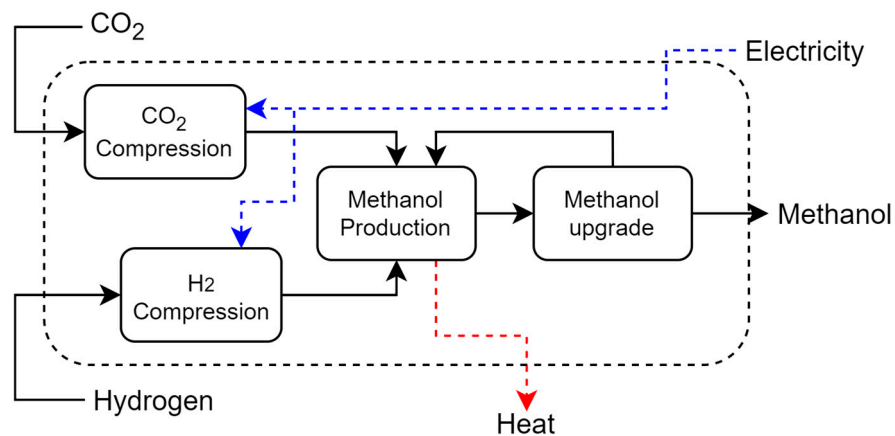 CO₂
Electricity
CO₂
Compression
Methanol
Production
Methanol
upgrade
Methanol
H2
Compression
Hydrogen
Heat